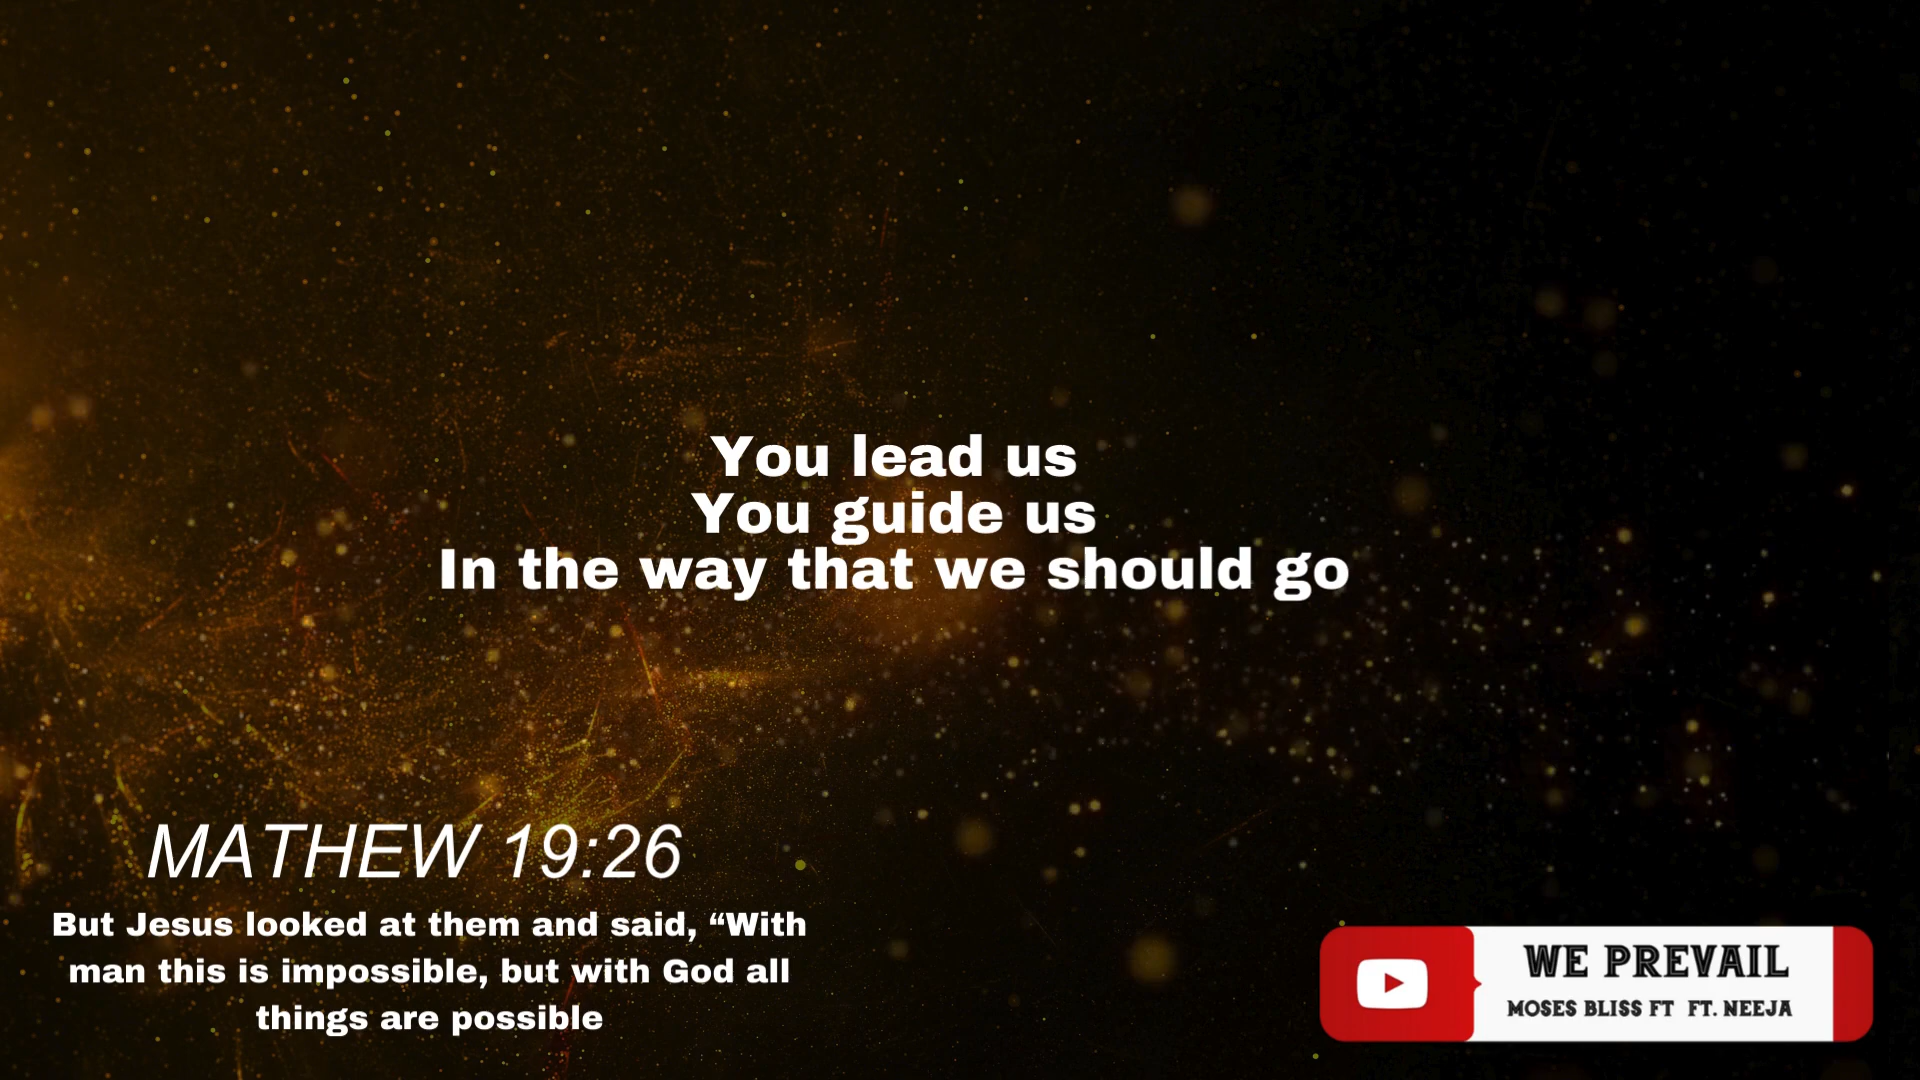 You lead us
You guide us
In the way that we should go
MATHEW 19:26
But Jesus looked at them and said, “With
man this is impossible, but with God all
things are possible
WE PREVAIL
MOSES BLISS FT FT. NEEJA